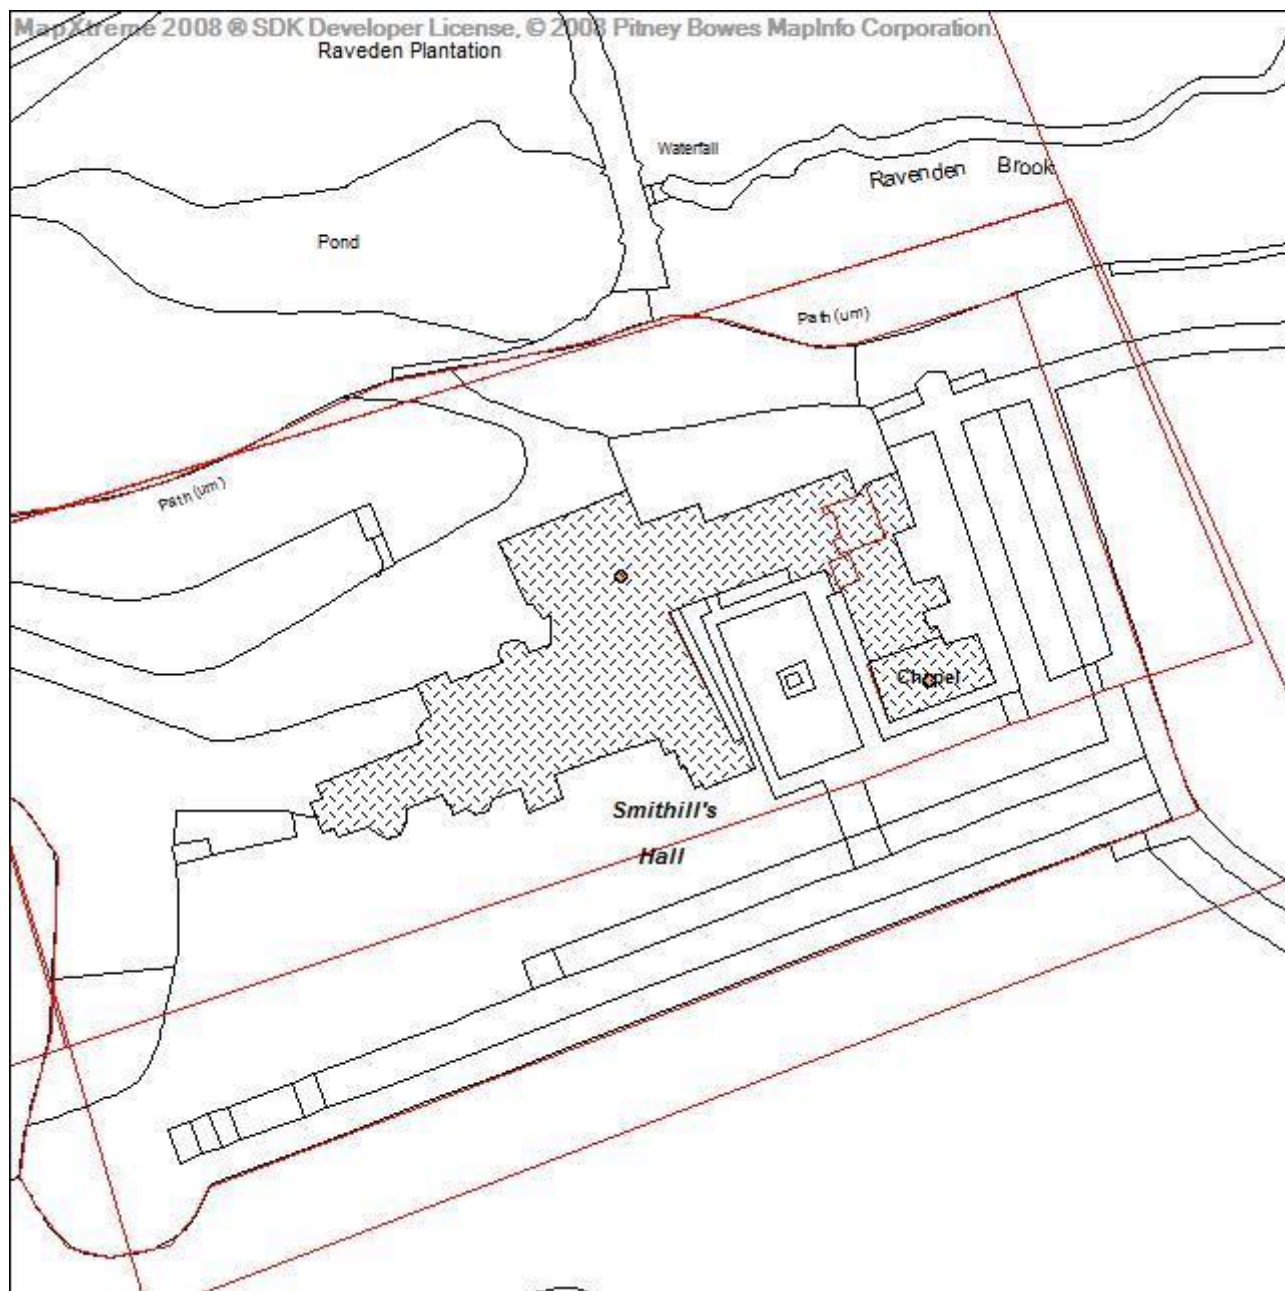 MapXtreme 2008 ® SDK Developer License, © 2008 Pitney Bowes MapInfo Corporation.
Raveden Plantation
Waterfall
Ravenden Brook
Pond
Path (um)
Path (um)
Chapel
Smithill's
Hall